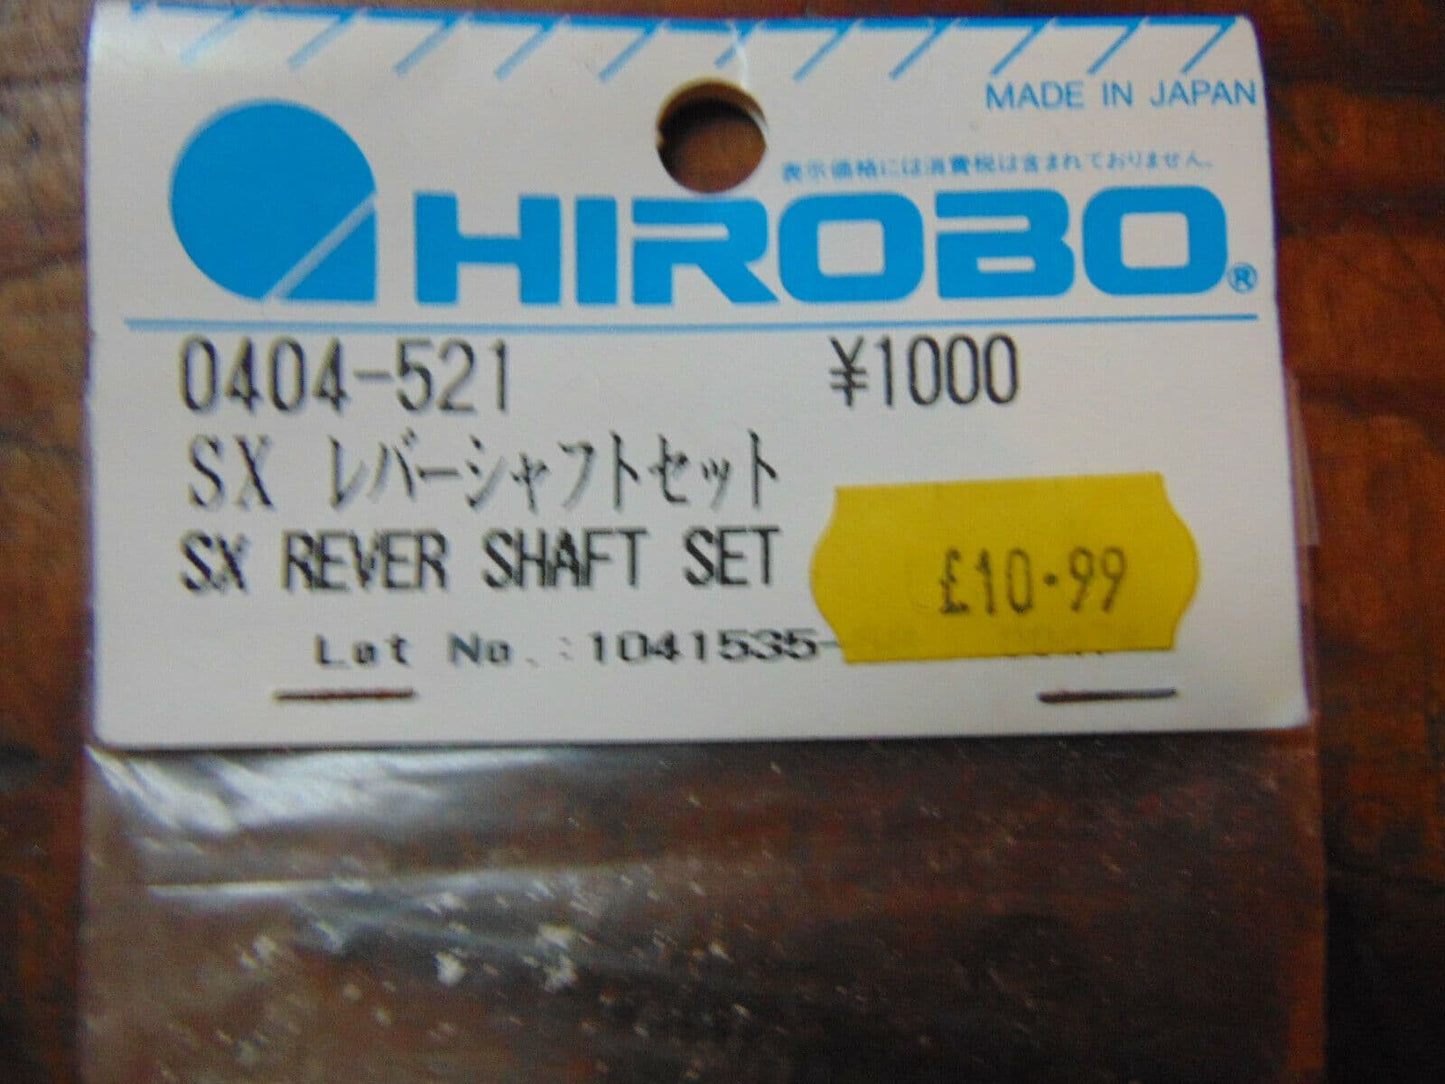 MADE IN JAPAN
表示価格には消費税は含まれておりません。
HIROBO®
0404-521 ¥1000
SX レバーシャフトセット
SX REVER SHAFT SET
£10.99
Lot No.:1041535-